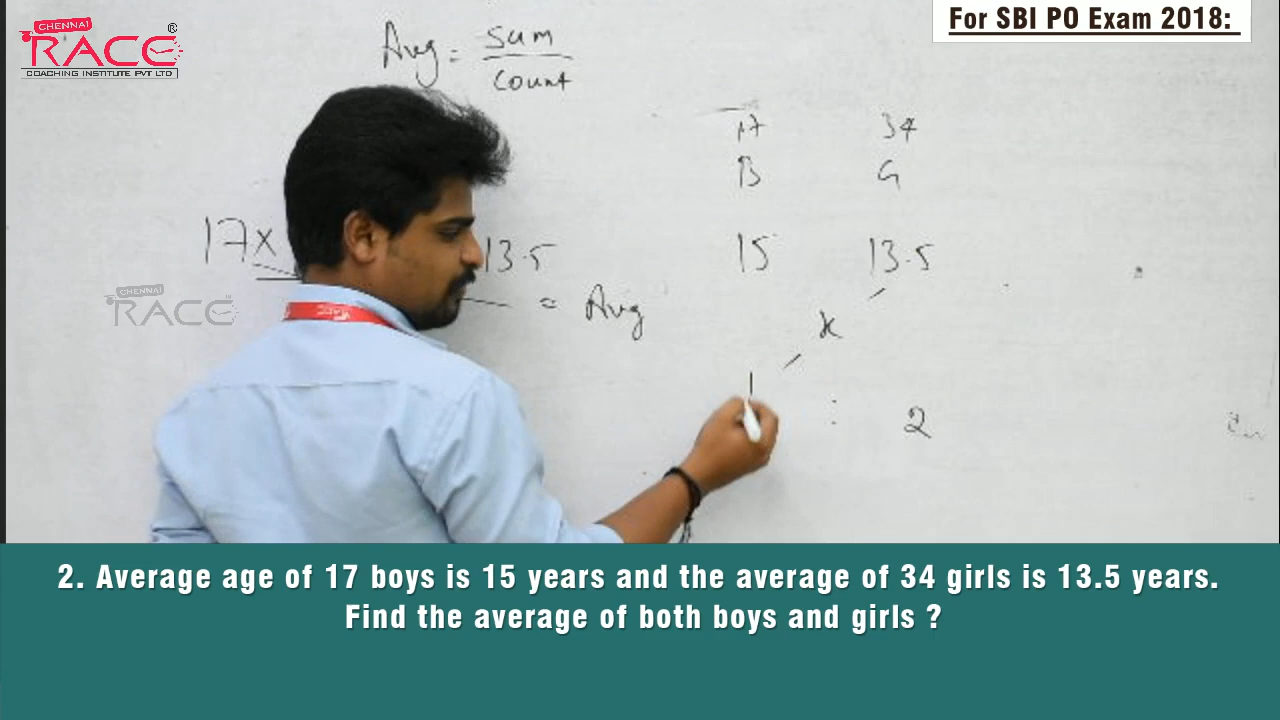 CHENNAI
RACE®
COACHING INSTITUTE PVT LTD
For SBI PO Exam 2018:
Avg = sum
count
17 34
B G
17x 13.5 15 13.5
CHENNAI
RACE
= Avg
x
1 : 2
2. Average age of 17 boys is 15 years and the average of 34 girls is 13.5 years.
Find the average of both boys and girls ?